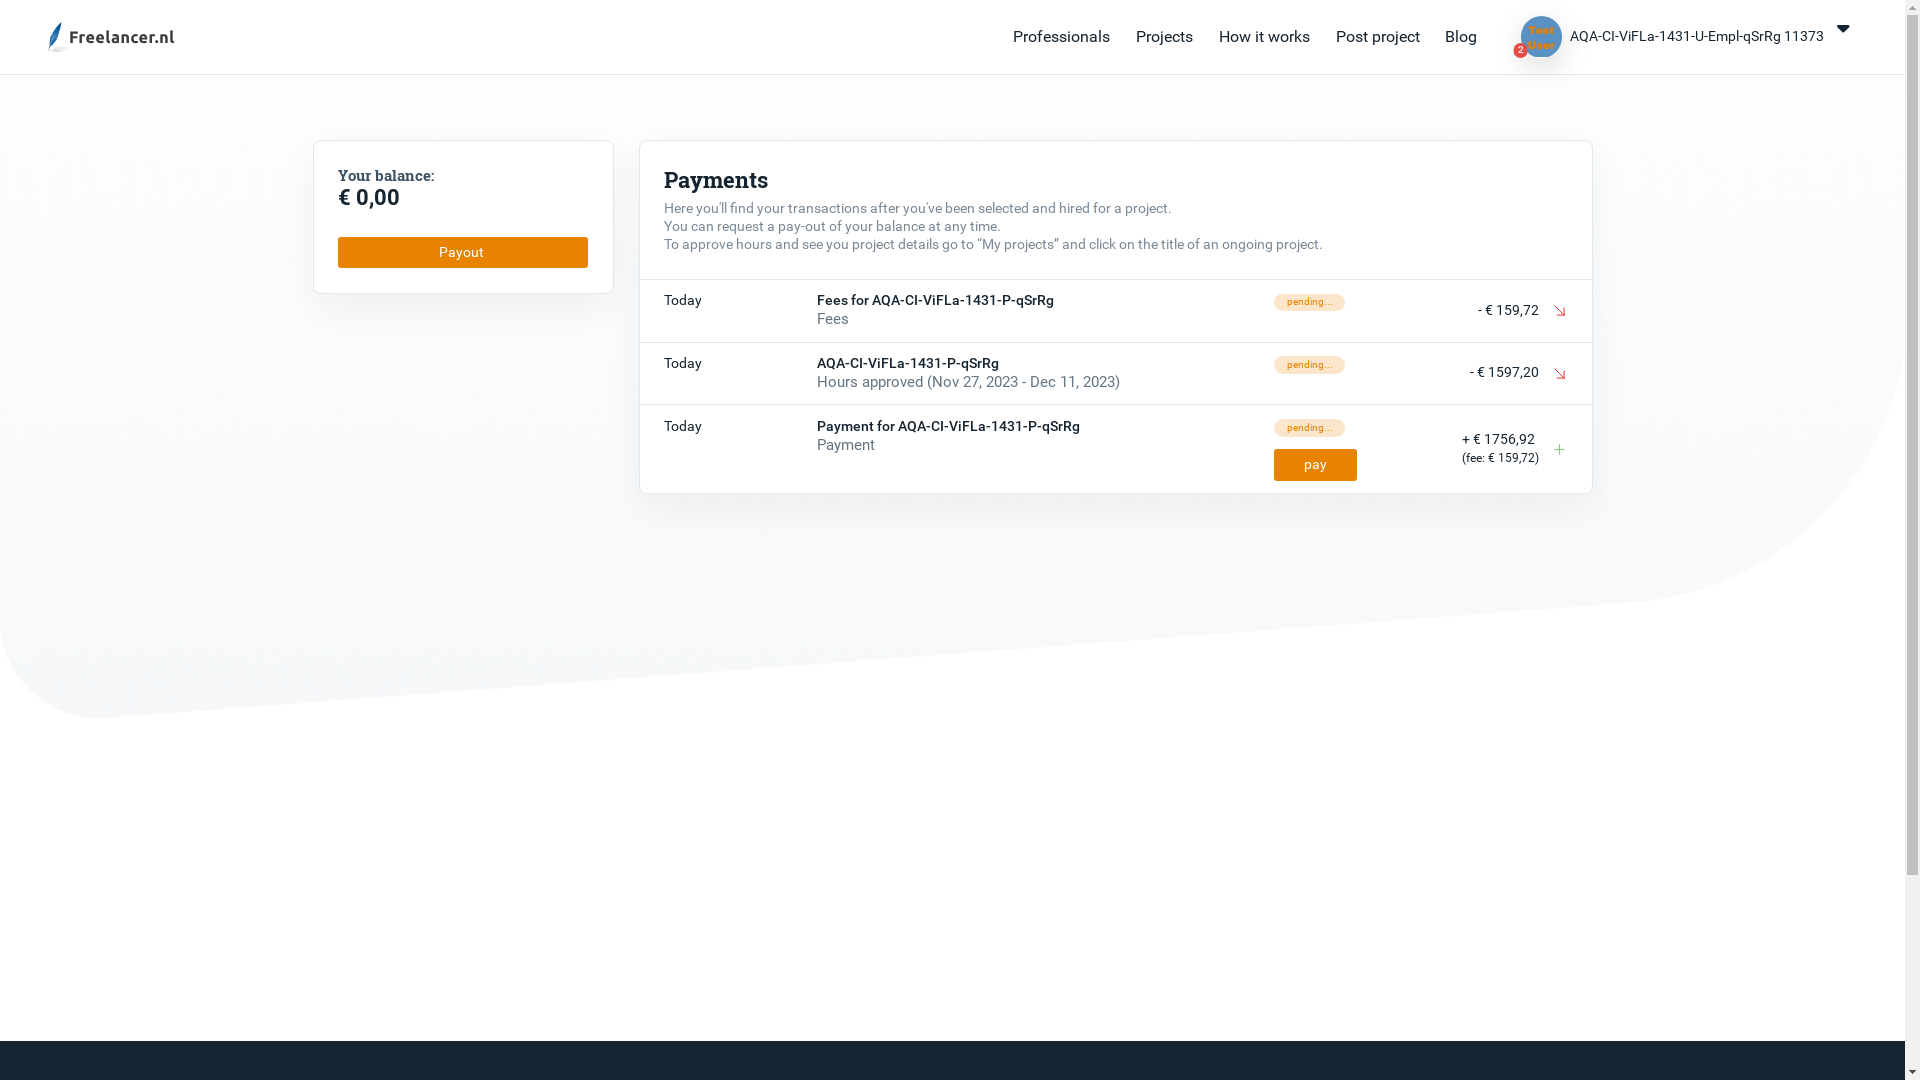 Freelancer.nl
Professionals
Projects
How it works
Post project
Blog
Test
User
2
AQA-CI-ViFLa-1431-U-Empl-qSrRg 11373
Your balance:
€ 0,00
Payout
Payments
Here you'll find your transactions after you've been selected and hired for a project.
You can request a pay-out of your balance at any time.
To approve hours and see you project details go to “My projects” and click on the title of an ongoing project.
Today
Fees for AQA-CI-ViFLa-1431-P-qSrRg
Fees
pending...
- € 159,72
Today
AQA-CI-ViFLa-1431-P-qSrRg
Hours approved (Nov 27, 2023 - Dec 11, 2023)
pending...
- € 1597,20
Today
Payment for AQA-CI-ViFLa-1431-P-qSrRg
Payment
pending...
pay
+ € 1756,92
(fee: € 159,72)